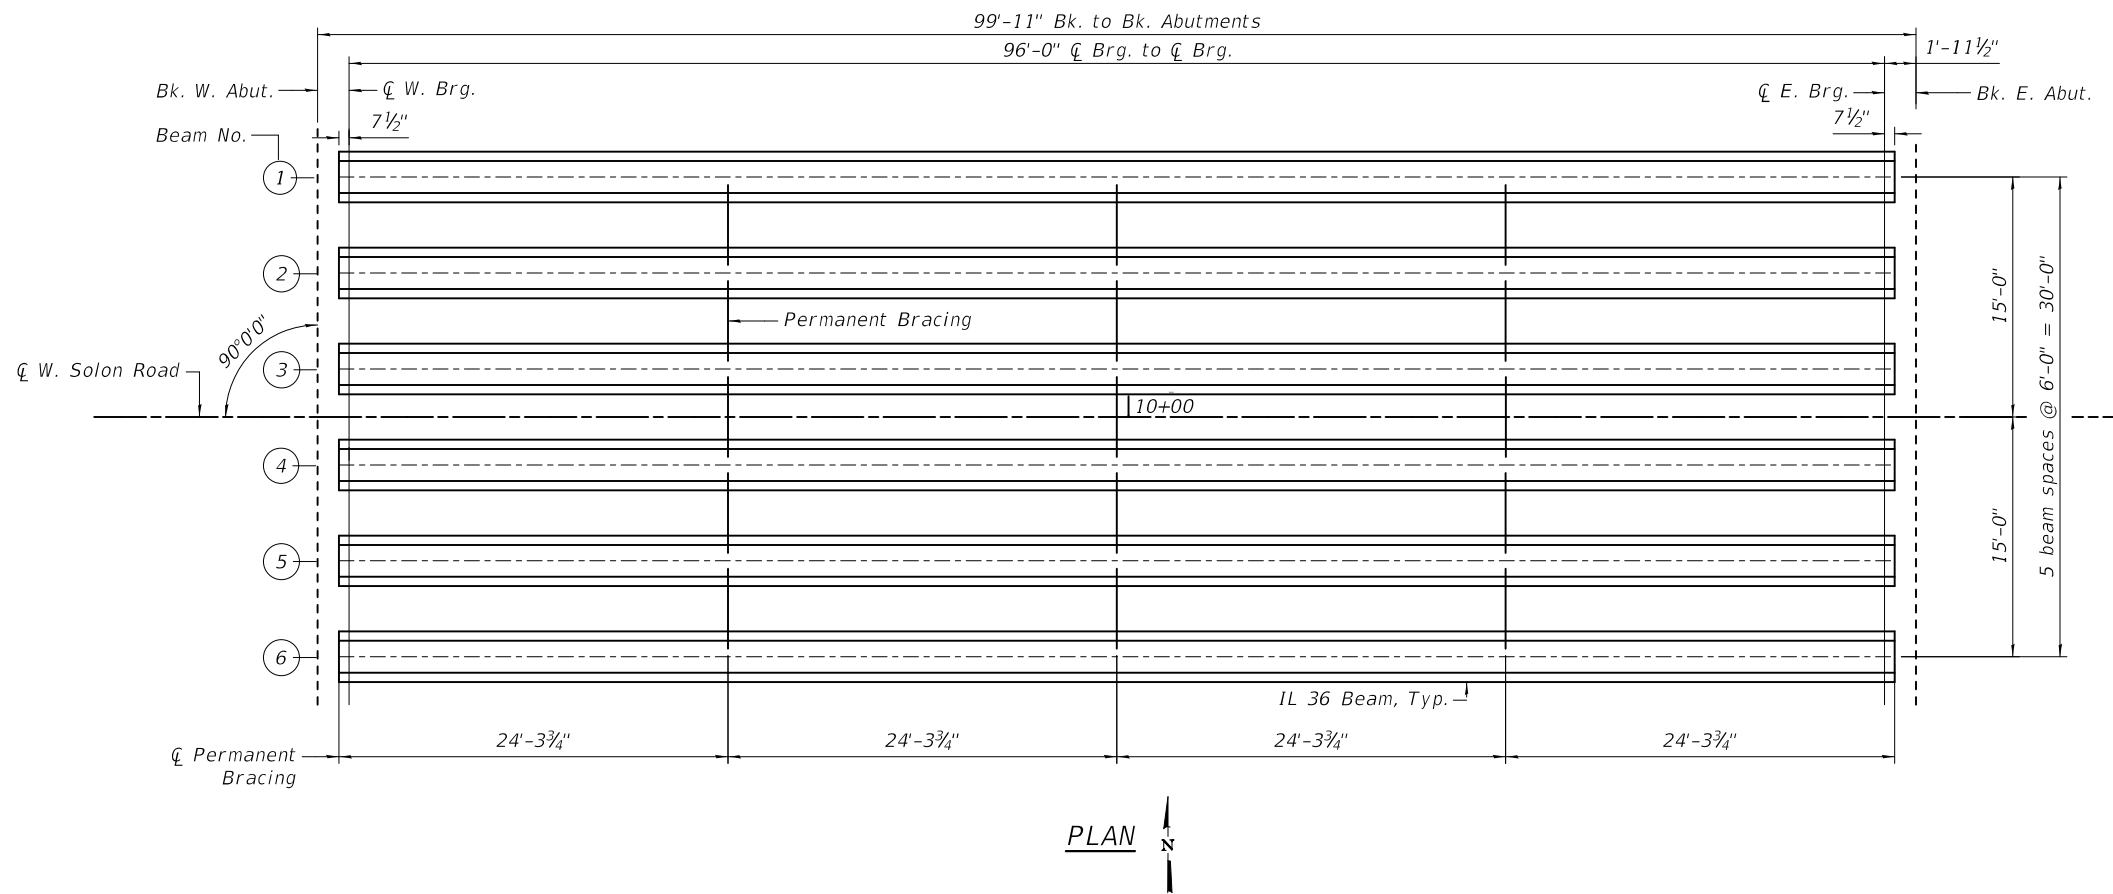 99'-11" Bk. to Bk. Abutments
96'-0" ℄ Brg. to ℄ Brg.
1'-11½"
Bk. W. Abut.
℄ W. Brg.
℄ E. Brg.
Bk. E. Abut.
7½"
7½"
Beam No.
1
2
Permanent Bracing
90°0'0"
15'-0"
5 beam spaces @ 6'-0" = 30'-0"
℄ W. Solon Road
3
10+00
4
15'-0"
5
6
IL 36 Beam, Typ.
24'-3¾"
24'-3¾"
24'-3¾"
24'-3¾"
℄ Permanent
Bracing
PLAN
N